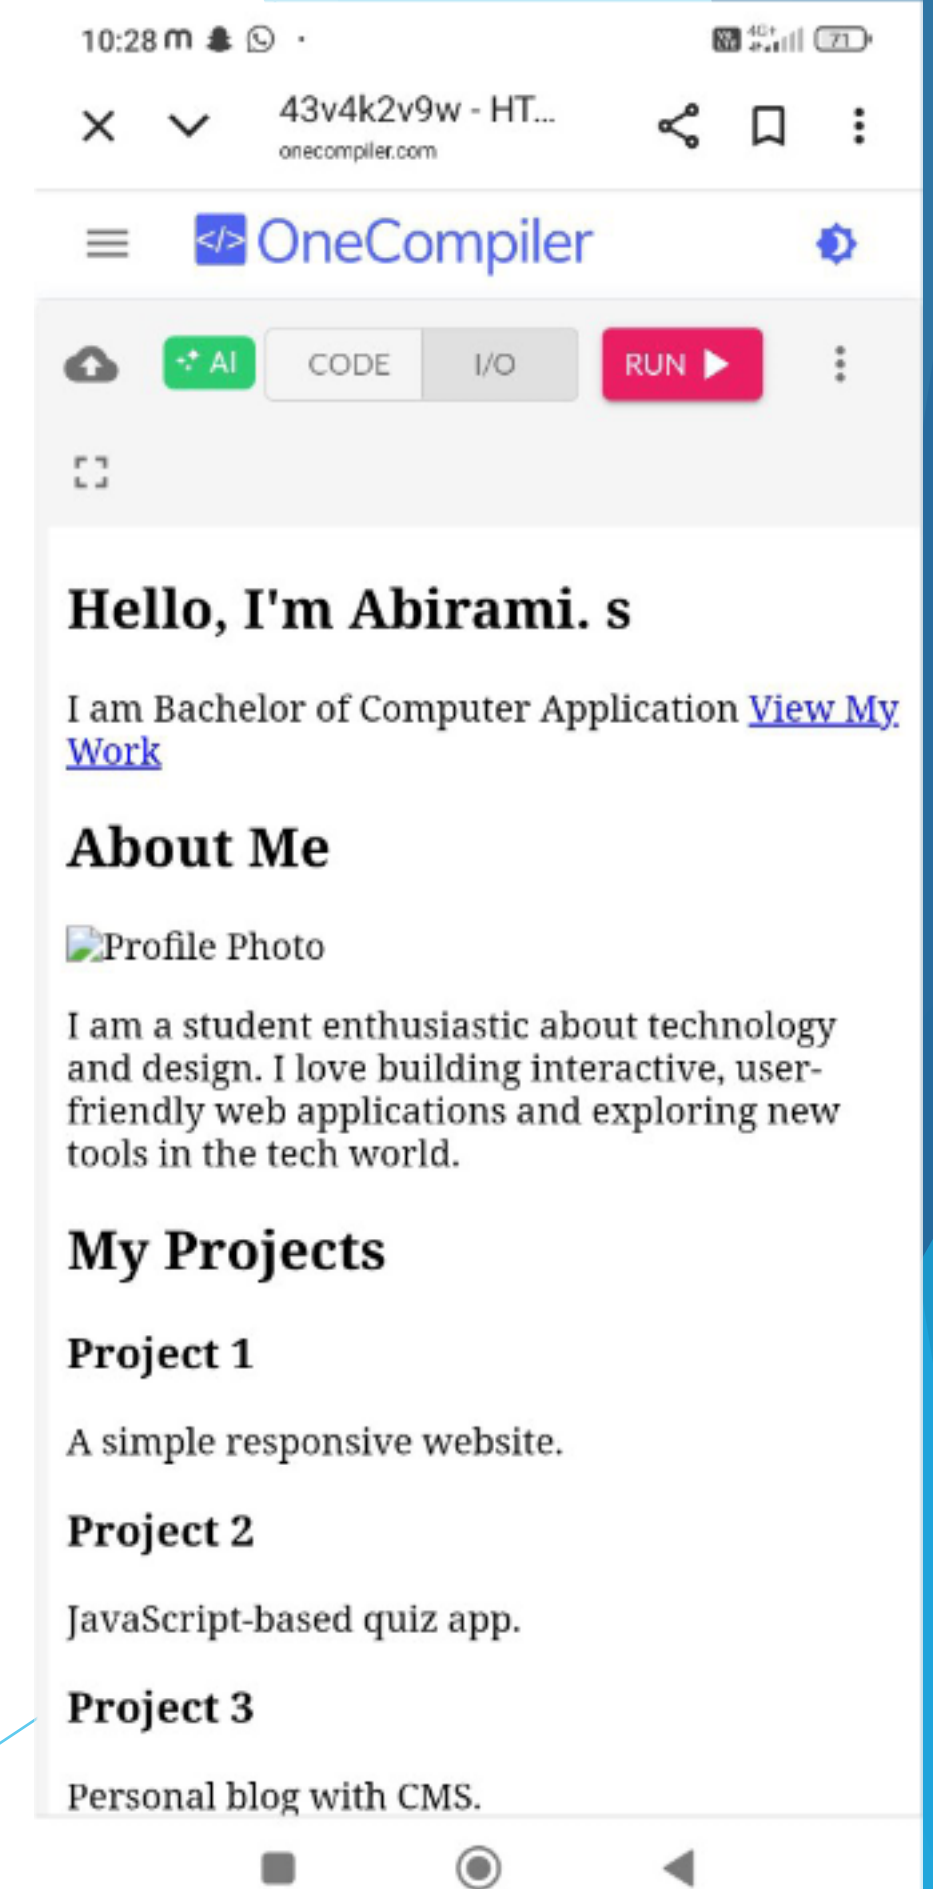 10:28 m
4G+
71
43v4k2v9w - HT...
onecompiler.com
</> OneCompiler
AI
CODE
I/O
RUN
Hello, I'm Abirami. s
I am Bachelor of Computer Application View My
Work
About Me
Profile Photo
I am a student enthusiastic about technology
and design. I love building interactive, user-
friendly web applications and exploring new
tools in the tech world.
My Projects
Project 1
A simple responsive website.
Project 2
JavaScript-based quiz app.
Project 3
Personal blog with CMS.